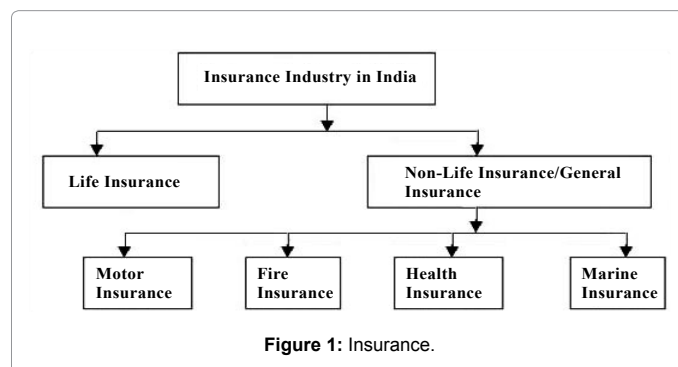 Insurance Industry in India
Life Insurance
Non-Life Insurance/General
Insurance
Motor
Insurance
Fire
Insurance
Health
Insurance
Marine
Insurance
Figure 1: Insurance.